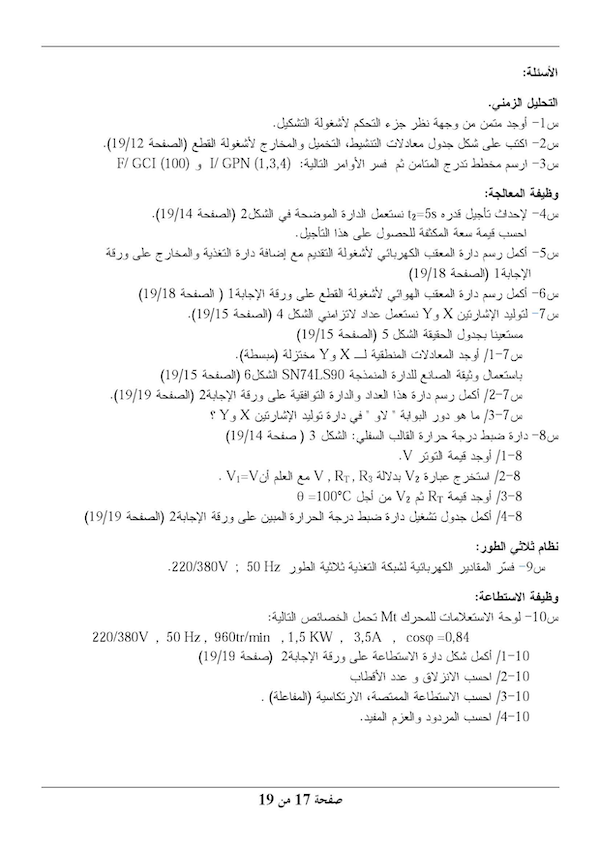 الأسئلة:
التحليل الزمني.
س1- أوجد متمن من وجهة نظر جزء التحكم لأشغولة التشكيل.
س2- اكتب على شكل جدول معادلات التنشيط، التخميل والمخارج لأشغولة القطع (الصفحة 19/12).
س3- ارسم مخطط تدرج المتامن ثم فسر الأوامر التالية: I/ GPN (1,3,4) و F/ GCI (100)
وظيفة المعالجة:
س4- لإحداث تأجيل قدره t₂=5s نستعمل الدارة الموضحة في الشكل2 (الصفحة 19/14).
احسب قيمة سعة المكثفة للحصول على هذا التأجيل.
س5- أكمل رسم دارة المعقب الكهربائي لأشغولة التقديم مع إضافة دارة التغذية والمخارج على ورقة
الإجابة1 (الصفحة 19/18)
س6- أكمل رسم دارة المعقب الهوائي لأشغولة القطع على ورقة الإجابة1 ( الصفحة 19/18)
س7- لتوليد الإشارتين X وY نستعمل عداد لاتزامني الشكل 4 (الصفحة 19/15).
مستعينا بجدول الحقيقة الشكل 5 (الصفحة 19/15)
س7-1/ أوجد المعادلات المنطقية لـــ X وY مختزلة (مبسطة).
باستعمال وثيقة الصانع للدارة المنمذجة SN74LS90 الشكل6 (الصفحة 19/15)
س7-2/ أكمل رسم دارة هذا العداد والدارة التوافقية على ورقة الإجابة2 (الصفحة 19/19).
س7-3/ ما هو دور البوابة " لاو " في دارة توليد الإشارتين X وY ؟
س8- دارة ضبط درجة حرارة القالب السفلي: الشكل 3 ( صفحة 19/14)
8-1/ أوجد قيمة التوتر V.
8-2/ استخرج عبارة V₂ بدلالة V , R_T , R₃ مع العلم أنV₁=V .
8-3/ أوجد قيمة R_T ثم V₂ من أجل θ =100°C
8-4/ أكمل جدول تشغيل دارة ضبط درجة الحرارة المبين على ورقة الإجابة2 (الصفحة 19/19)
نظام ثلاثي الطور:
س9- فسّر المقادير الكهربائية لشبكة التغذية ثلاثية الطور 220/380V ; 50 Hz.
وظيفة الاستطاعة:
س10- لوحة الاستعلامات للمحرك Mt تحمل الخصائص التالية:
220/380V , 50 Hz , 960tr/min , 1,5 KW , 3,5A , cosφ =0,84
10-1/ أكمل شكل دارة الاستطاعة على ورقة الإجابة2 (صفحة 19/19)
10-2/ احسب الانزلاق و عدد الأقطاب
10-3/ احسب الاستطاعة الممتصة، الارتكاسية (المفاعلة) .
10-4/ احسب المردود والعزم المفيد.
صفحة 17 من 19